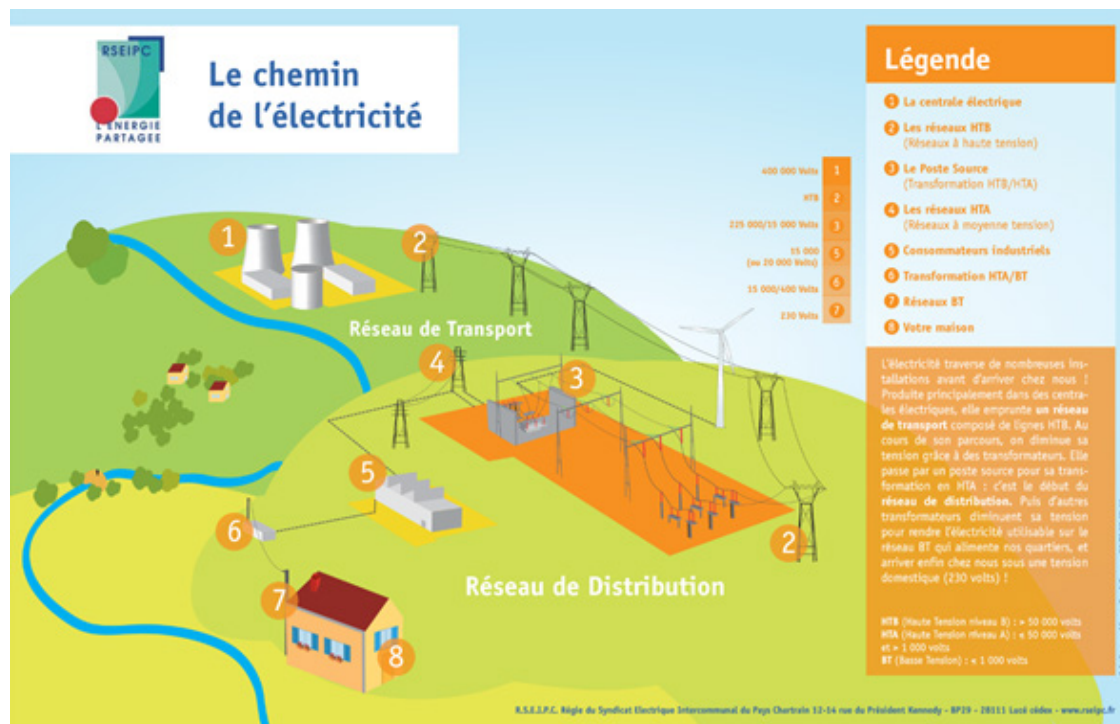 RSEIPC
L'ENERGIE
PARTAGEE
Le chemin
de l'électricité
Légende
1 La centrale électrique
2 Les réseaux HTB
(Réseaux à haute tension)
3 Le Poste Source
(Transformation HTB/HTA)
4 Les réseaux HTA
(Réseaux à moyenne tension)
5 Consommateurs industriels
6 Transformation HTA/BT
7 Réseaux BT
8 Votre maison
400 000 Volts 1
HTB 2
225 000/15 000 Volts 3
15 000
(ou 20 000 Volts) 5
15 000/400 Volts 6
230 Volts 7
1
2
Réseau de Transport
4
3
5
6
2
Réseau de Distribution
7
8
L'électricité traverse de nombreuses ins-
tallations avant d'arriver chez nous !
Produite principalement dans des centra-
les électriques, elle emprunte un réseau
de transport composé de lignes HTB. Au
cours de son parcours, on diminue sa
tension grâce à des transformateurs. Elle
passe par un poste source pour sa trans-
formation en HTA : c'est le début du
réseau de distribution. Puis d'autres
transformateurs diminuent sa tension
pour rendre l'électricité utilisable sur le
réseau BT qui alimente nos quartiers, et
arriver enfin chez nous sous une tension
domestique (230 volts) !
HTB (Haute Tension niveau B) : > 50 000 volts
HTA (Haute Tension niveau A) : < 50 000 volts
et > 1 000 volts
BT (Basse Tension) : < 1 000 volts
R.S.E.I.P.C. Régie du Syndicat Electrique Intercommunal du Pays Chartrain 12-14 rue du Président Kennedy - BP29 - 28111 Lucé cédex - www.rseipc.fr